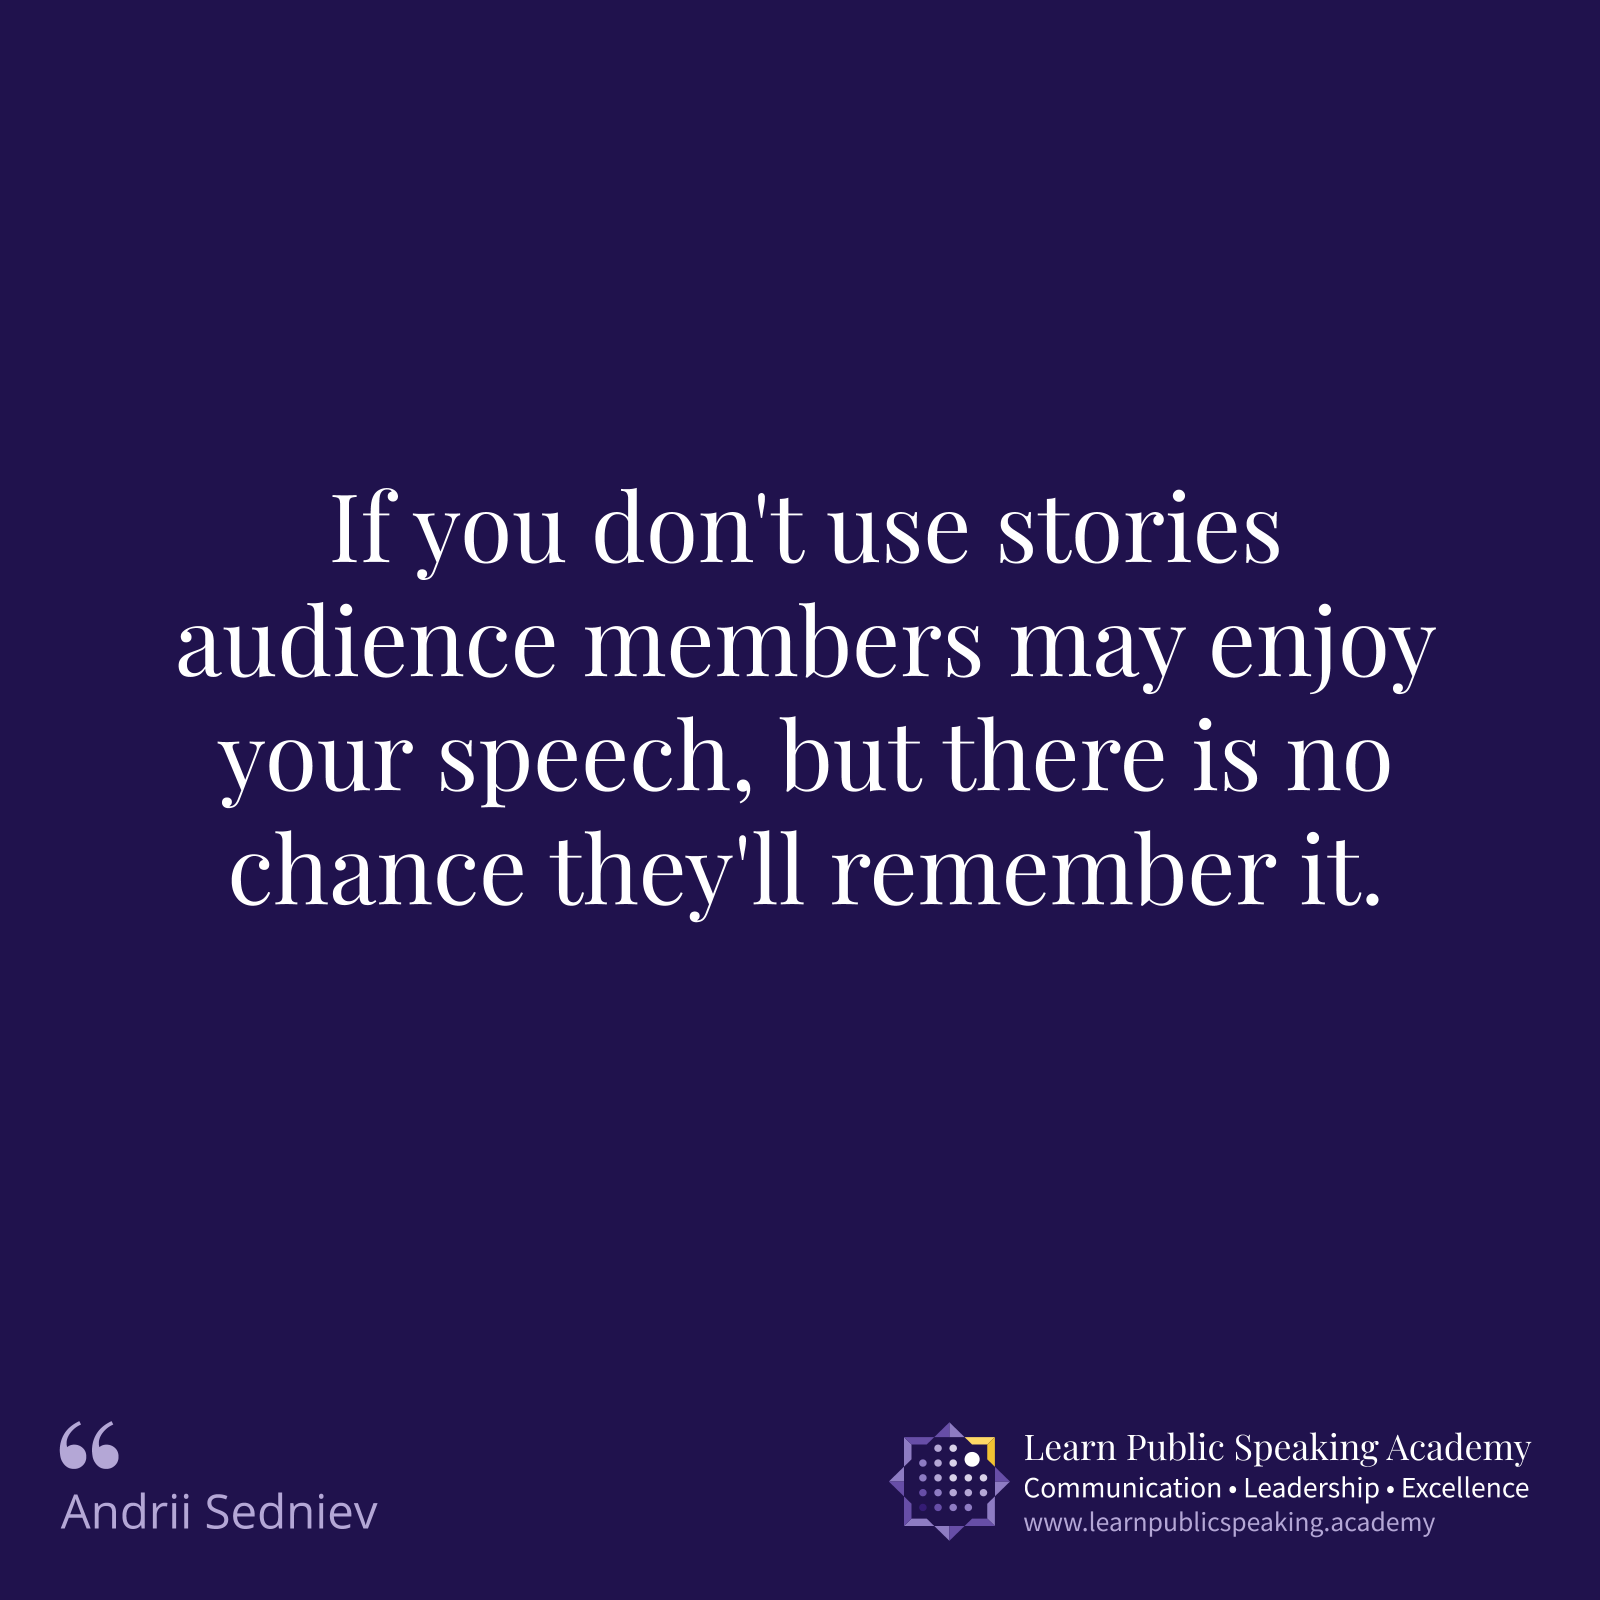 If you don't use stories
audience members may enjoy
your speech, but there is no
chance they'll remember it.
“
Andrii Sedniev
Learn Public Speaking Academy
Communication • Leadership • Excellence
www.learnpublicspeaking.academy